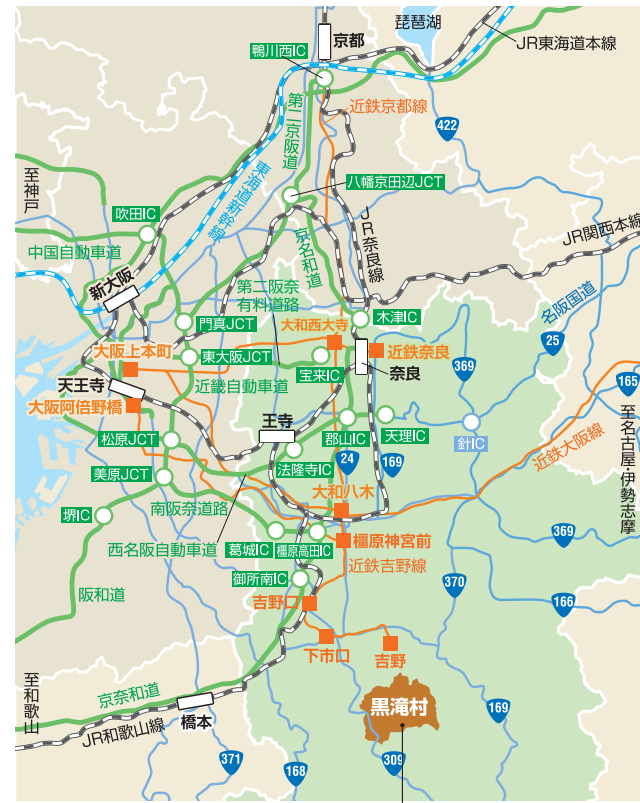 琵琶湖
京都
JR東海道本線
鴨川西IC
近鉄京都線
422
第二京阪道
至神戸
東海道新幹線
八幡京田辺JCT
吹田IC
JR奈良線
京名和道
JR関西本線
中国自動車道
新大阪
第二阪奈
有料道路
名阪国道
門真JCT
大和西大寺
木津IC
25
大阪上本町
東大阪JCT
近鉄奈良
369
宝来IC
奈良
165
天王寺
近畿自動車道
大阪阿倍野橋
王寺
郡山IC
天理IC
針IC
至名古屋・伊勢志摩
松原JCT
法隆寺IC
24
169
近鉄大阪線
美原JCT
大和八木
南阪奈道路
堺IC
西名阪自動車道
葛城IC
橿原高田IC
橿原神宮前
369
近鉄吉野線
御所南IC
370
阪和道
吉野口
166
下市口
吉野
至和歌山
京奈和道
橋本
黒滝村
169
JR和歌山線
371
168
309